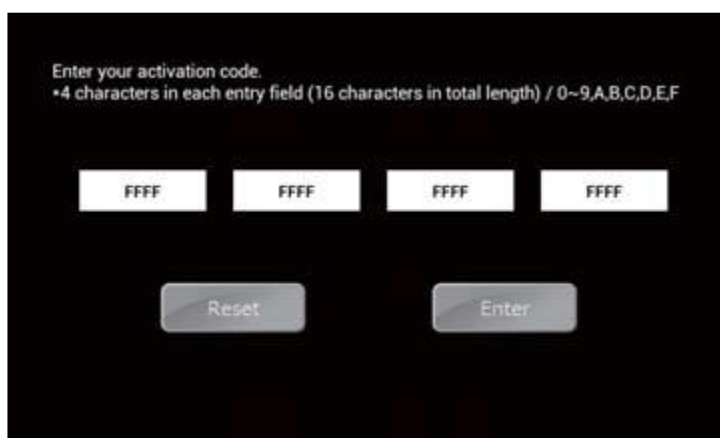 Enter your activation code.
•4 characters in each entry field (16 characters in total length) / 0~9,A,B,C,D,E,F
FFFF FFFF FFFF FFFF
Reset Enter